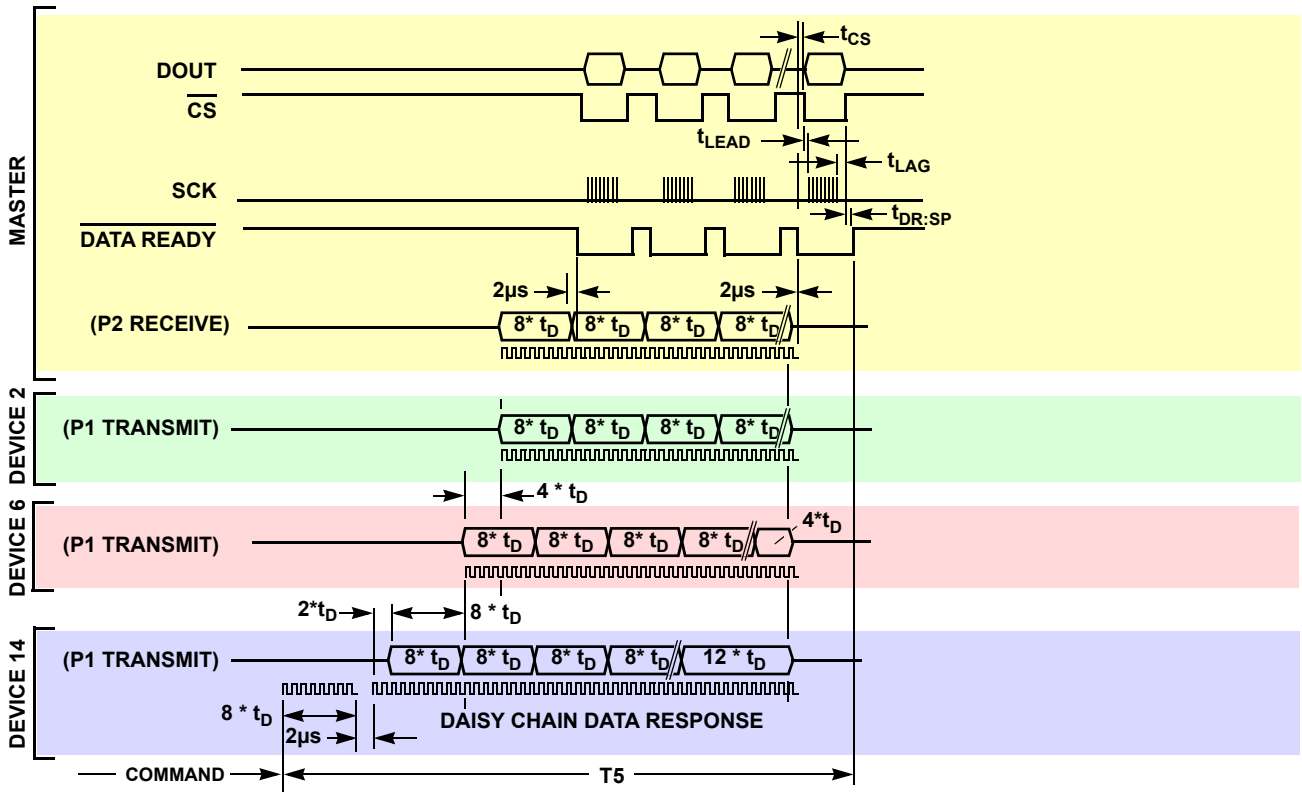 MASTER
tCS
DOUT
CS
tLEAD
tLAG
SCK
tDR:SP
DATA READY
2µs
2µs
(P2 RECEIVE)
8* tD
8* tD
8* tD
8* tD
DEVICE 2
(P1 TRANSMIT)
8* tD
8* tD
8* tD
8* tD
4 * tD
DEVICE 6
(P1 TRANSMIT)
8* tD
8* tD
8* tD
8* tD
4*tD
2*tD
8 * tD
DEVICE 14
(P1 TRANSMIT)
8* tD
8* tD
8* tD
8* tD
12 * tD
8 * tD
DAISY CHAIN DATA RESPONSE
2µs
COMMAND
T5